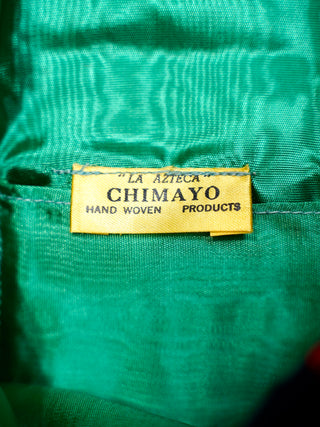 "LA AZTECA"
CHIMAYO
HAND WOVEN PRODUCTS